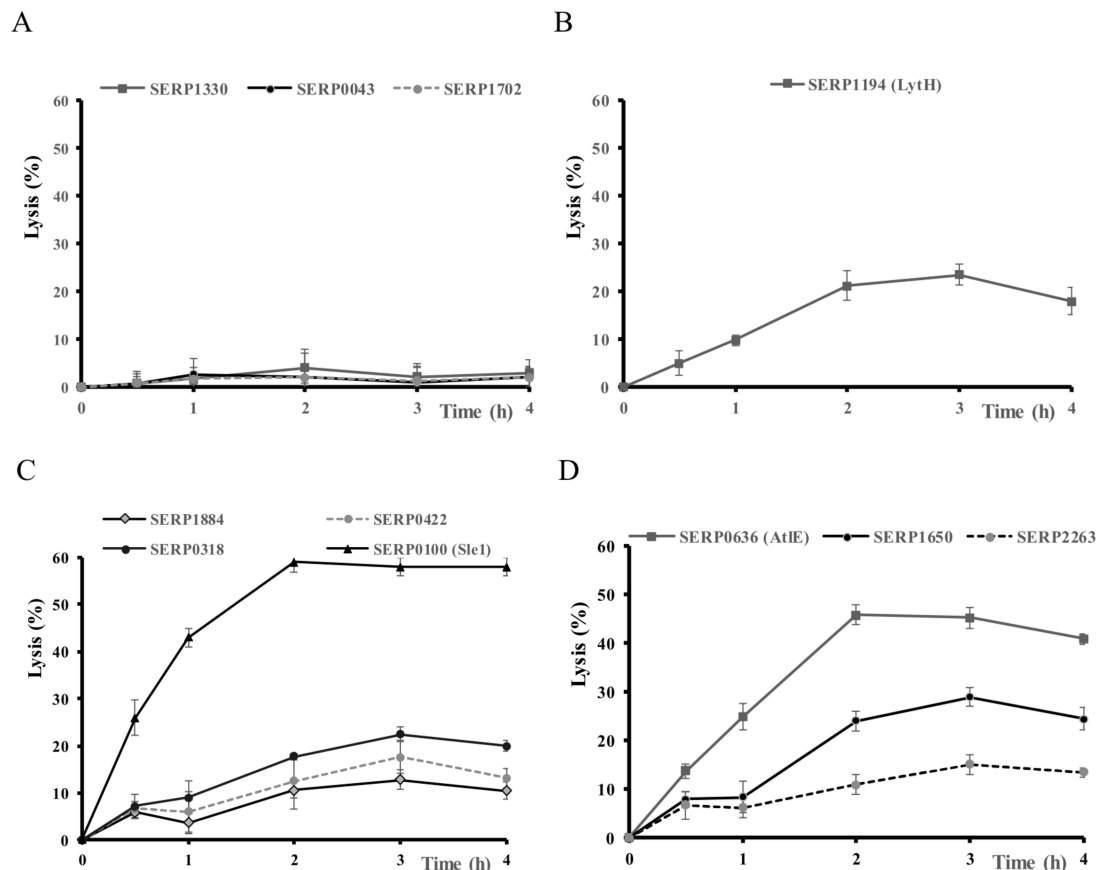 A
SERP1330 SERP0043 SERP1702
60
50
40
30
20
10
0
Lysis (%)
0 1 2 3 4
Time (h)
B
SERP1194 (LytH)
60
50
40
30
20
10
0
Lysis (%)
0 1 2 3 4
Time (h)
C
SERP1884 SERP0422
SERP0318 SERP0100 (Sle1)
60
50
40
30
20
10
0
Lysis (%)
0 1 2 3 4
Time (h)
D
SERP0636 (AtlE) SERP1650 SERP2263
60
50
40
30
20
10
0
Lysis (%)
0 1 2 3 4
Time (h)